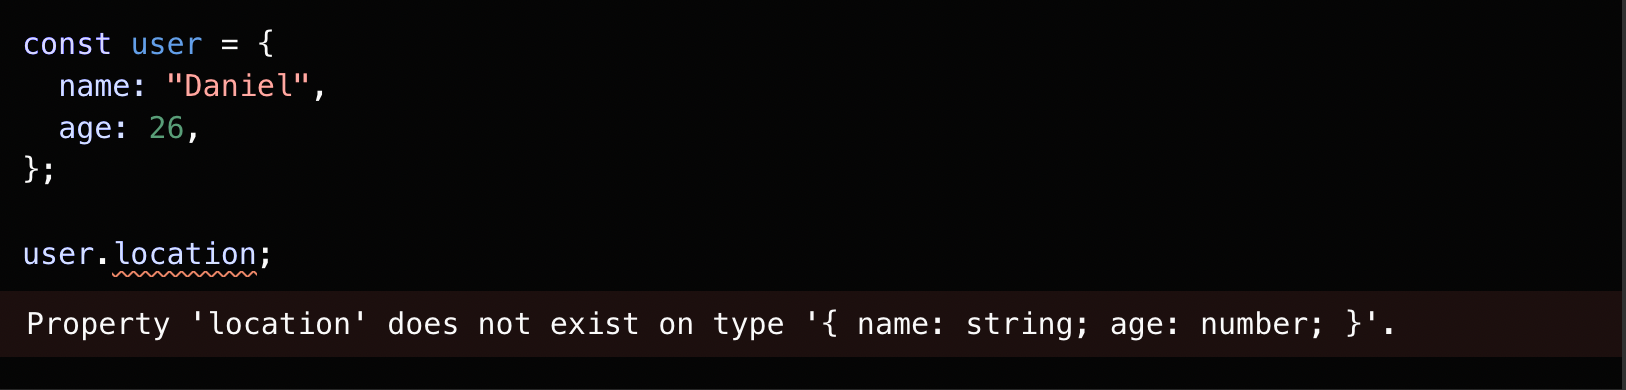 const user = {
  name: "Daniel",
  age: 26,
};
user.location;
Property 'location' does not exist on type '{ name: string; age: number; }'.